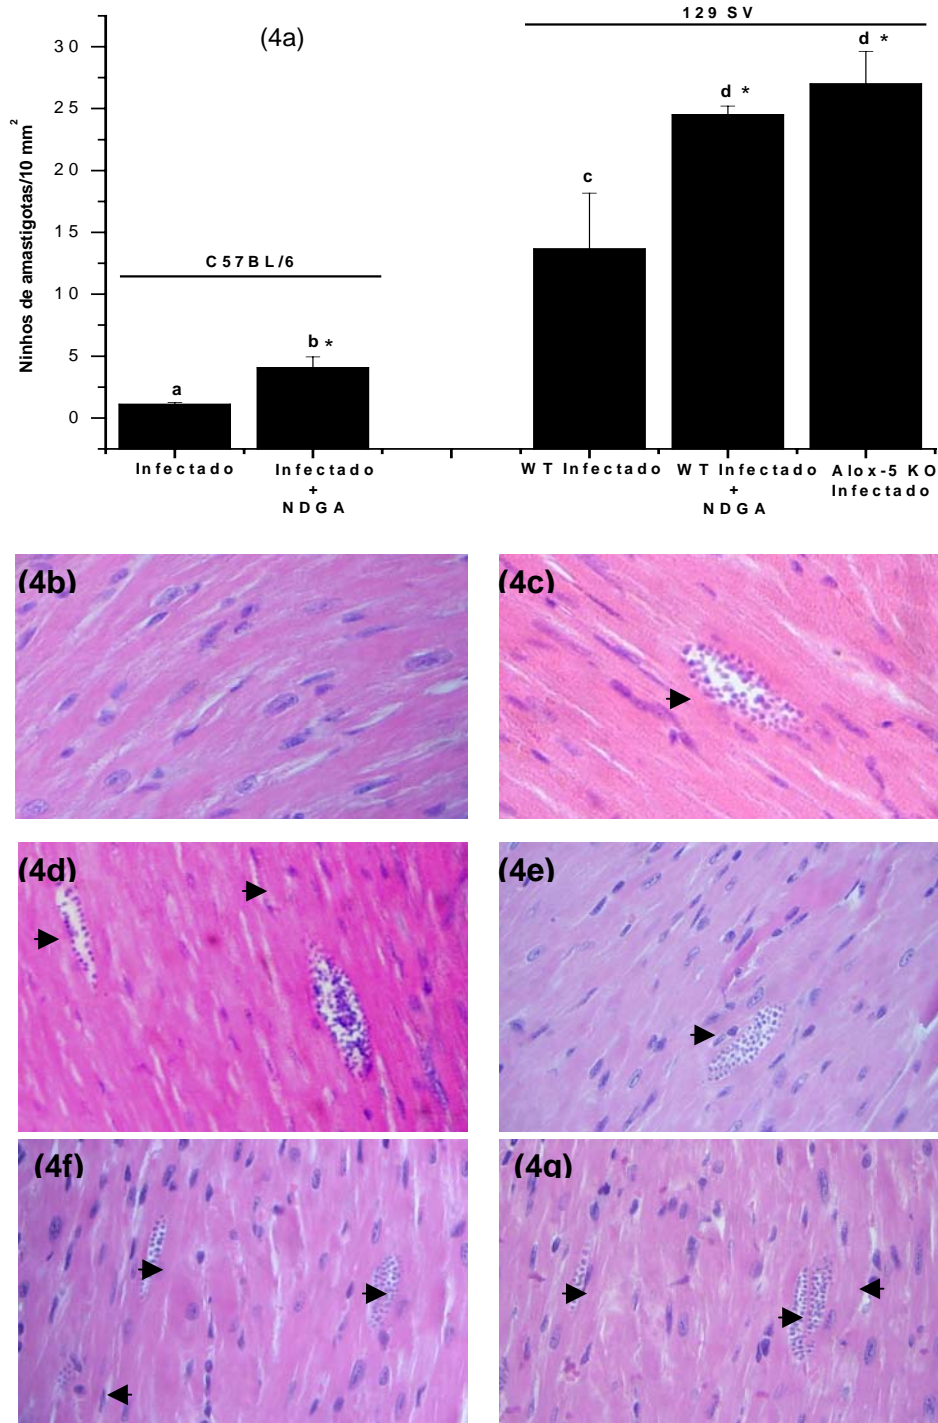 129 SV
(4a)
30
25
20
15
10
5
0
Ninhos de amastigotas/10 mm²
C57BL/6
a
b *
c
d *
d *
Infectado
Infectado
+
NDGA
WT Infectado
WT Infectado
+
NDGA
Alox-5 KO
Infectado
(4b)
(4c)
(4d)
(4e)
(4f)
(4g)